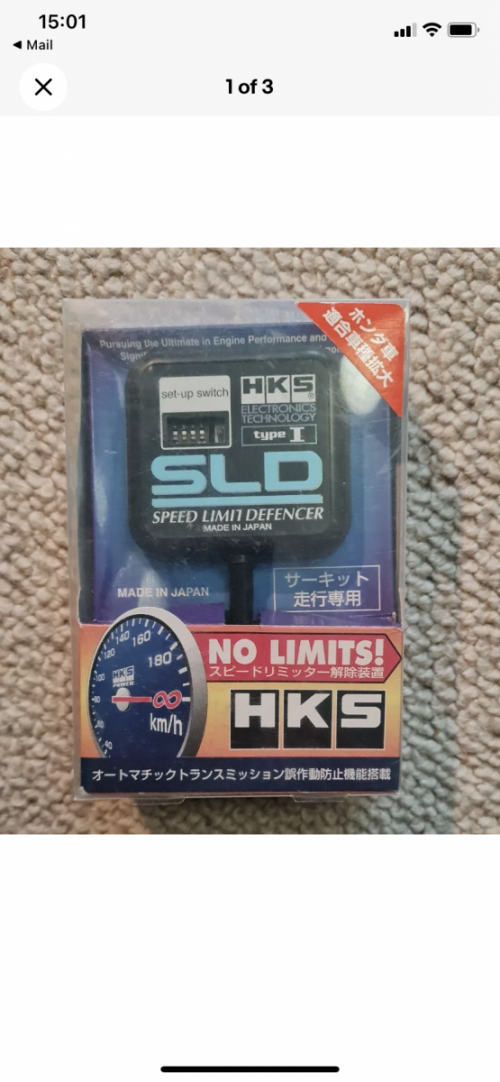 15:01
Mail
1 of 3
ホンダ車
適合車種拡大
Pursuing the Ultimate in Engine Performance and
set-up switch
HKS®
ELECTRONICS
TECHNOLOGY
type I
SLD
SPEED LIMIT DEFENCER
MADE IN JAPAN
MADE IN JAPAN
サーキット
走行専用
NO LIMITS!
スピードリミッター解除装置
HKS
60
80
100
120
140
160
180
HKS
POWER
∞
km/h
オートマチックトランスミッション誤作動防止機能搭載